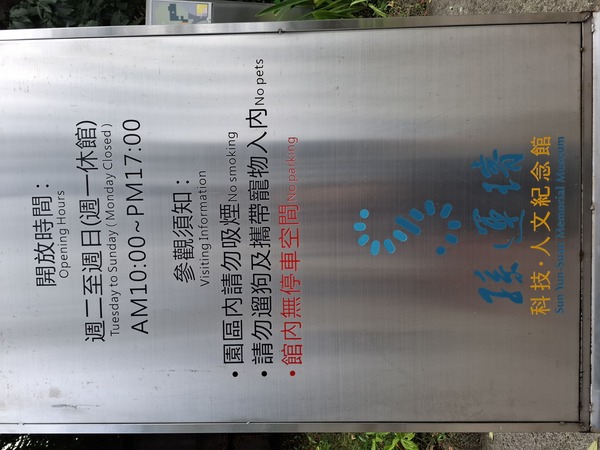 開放時間：
Opening Hours
週二至週日(週一休館)
Tuesday to Sunday ( Monday Closed )
AM10:00~PM17:00
參觀須知：
Visiting Information
• 園區內請勿吸煙 No smoking
• 請勿遛狗及攜帶寵物入內 No pets
• 館內無停車空間 No parking
孫運璿
科技·人文紀念館
Sun Yun-Suan Memorial Museum